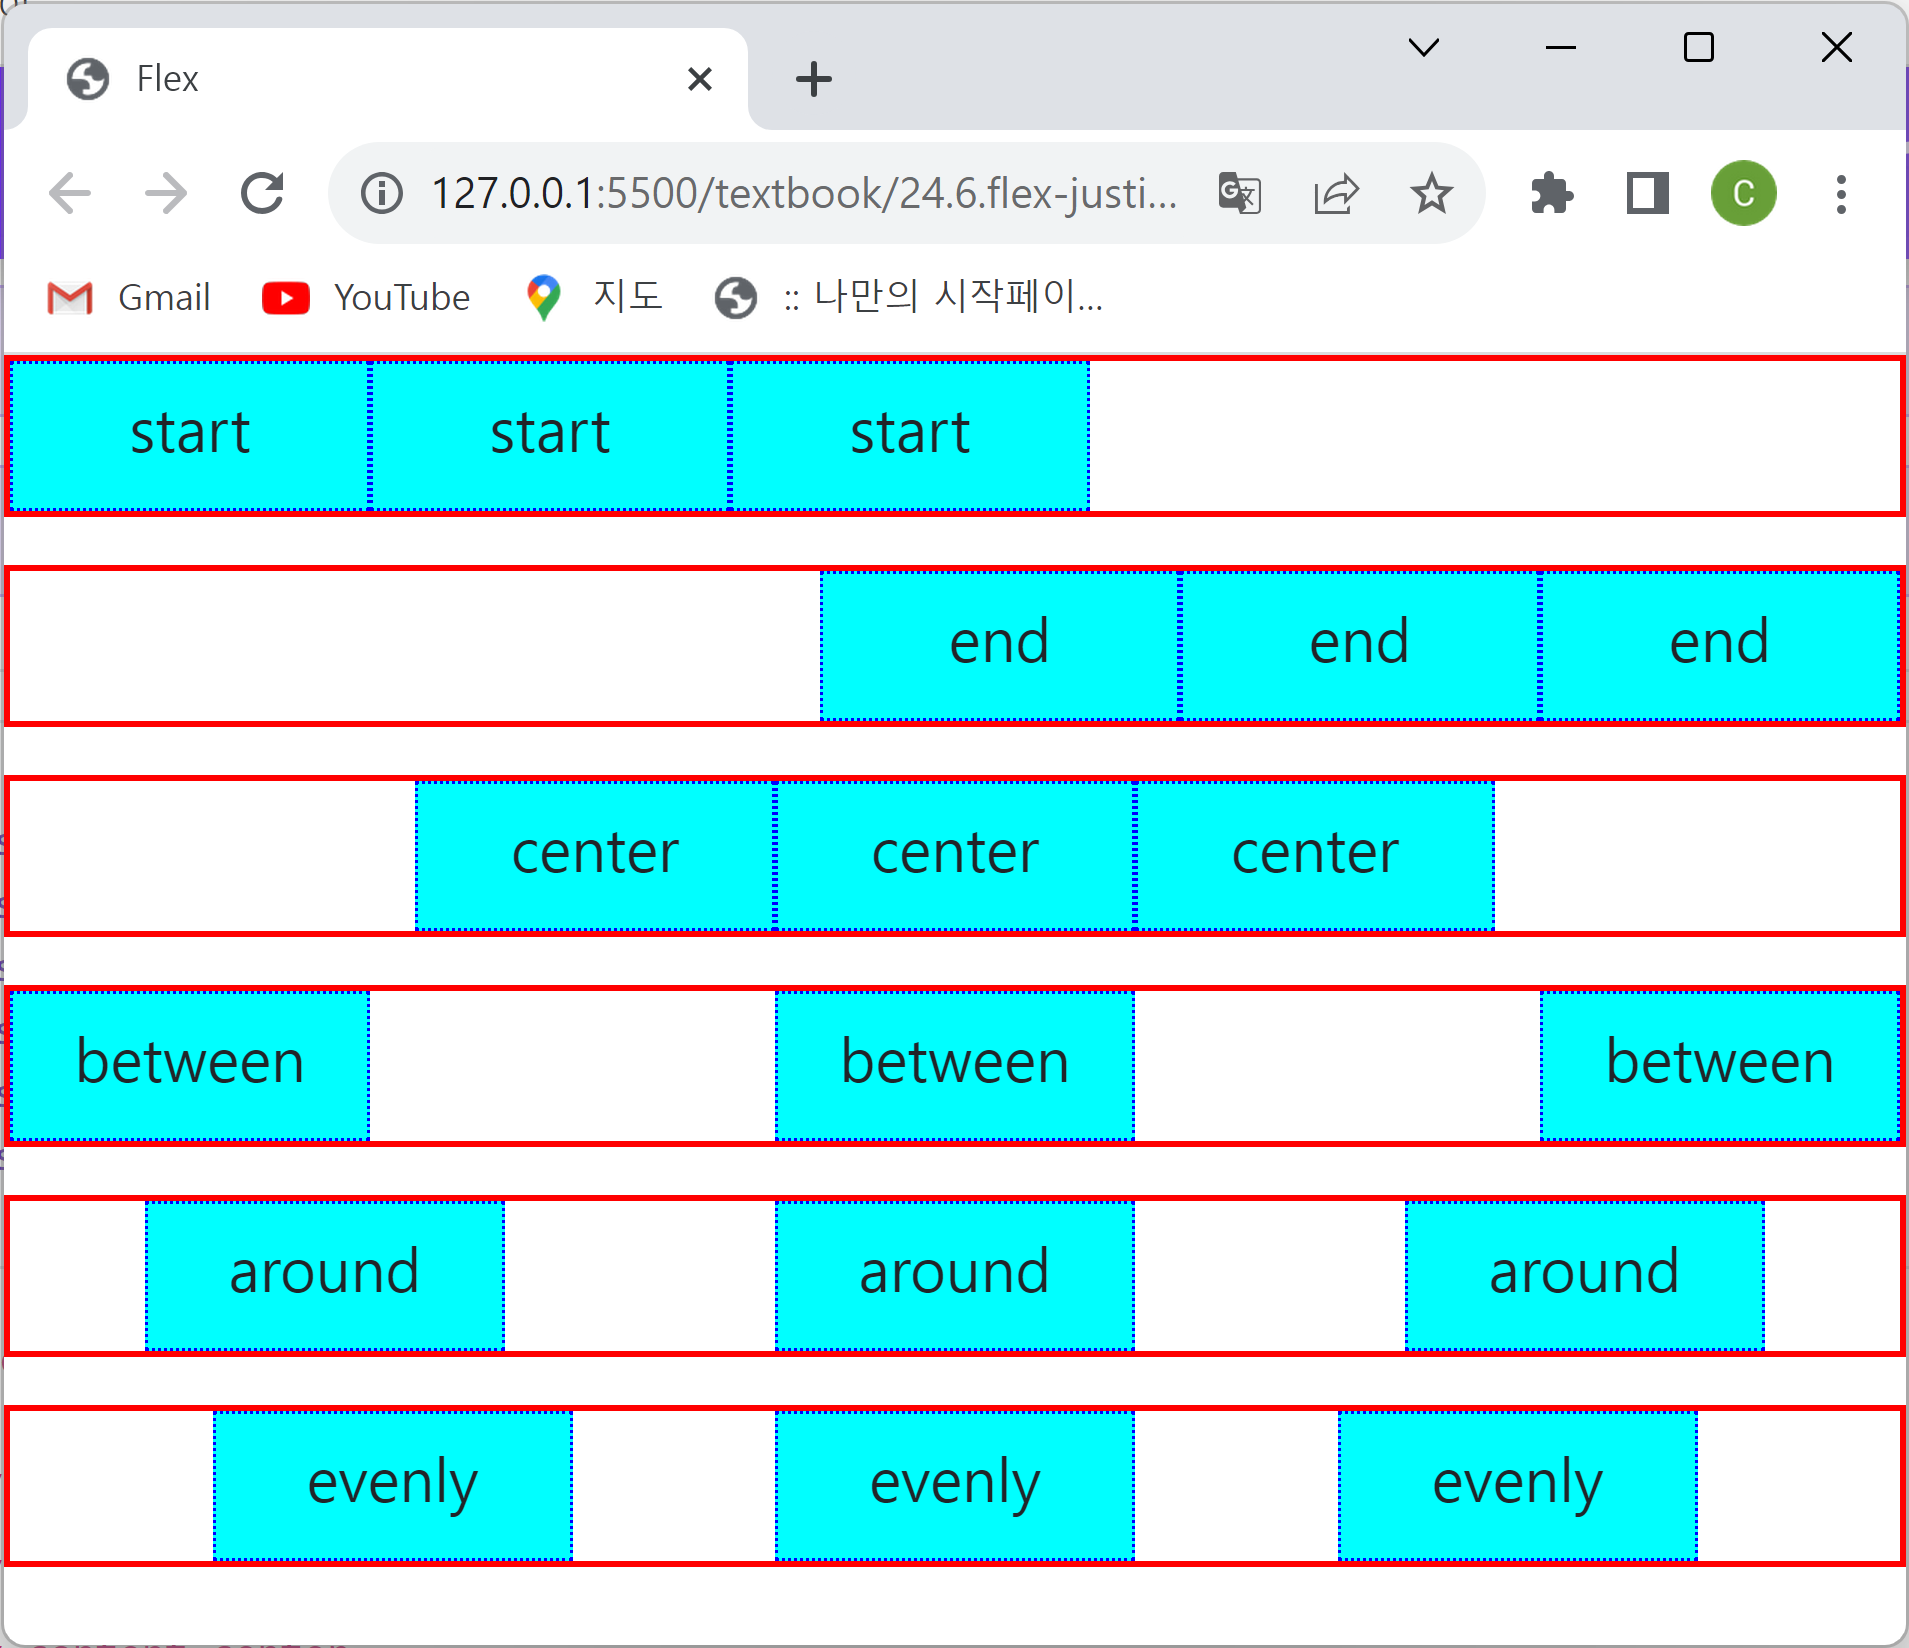 Flex
127.0.0.1:5500/textbook/24.6.flex-justi...
C
Gmail YouTube 지도 :: 나만의 시작페이...
start start start
end end end
center center center
between between between
around around around
evenly evenly evenly